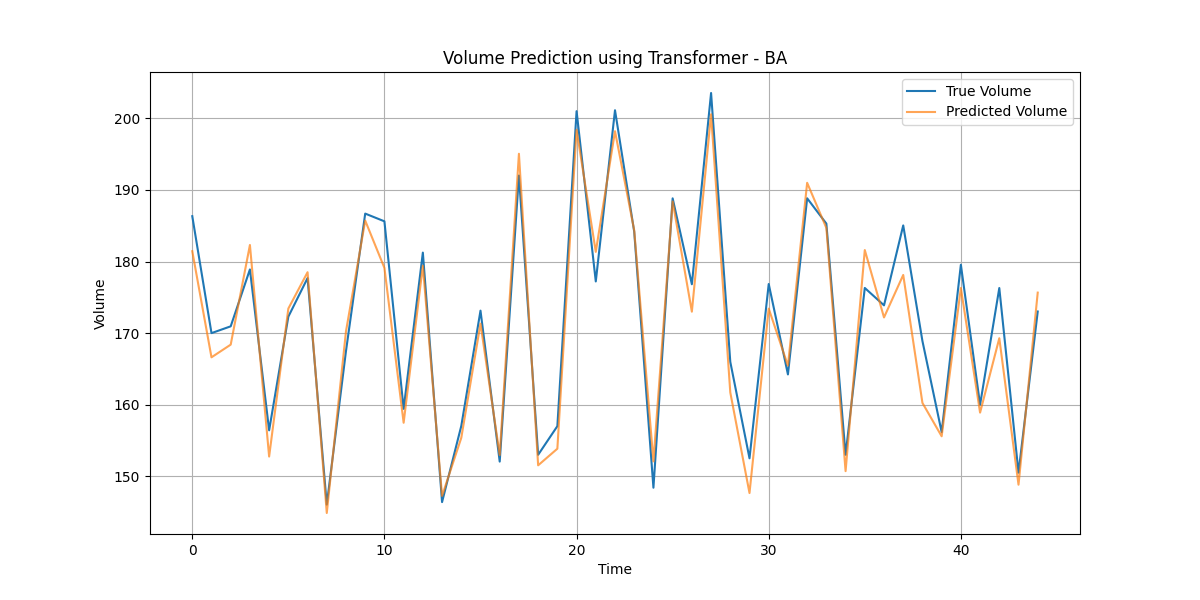 Volume Prediction using Transformer - BA
True Volume
Predicted Volume
200
190
180
170
160
150
Volume
0 10 20 30 40
Time